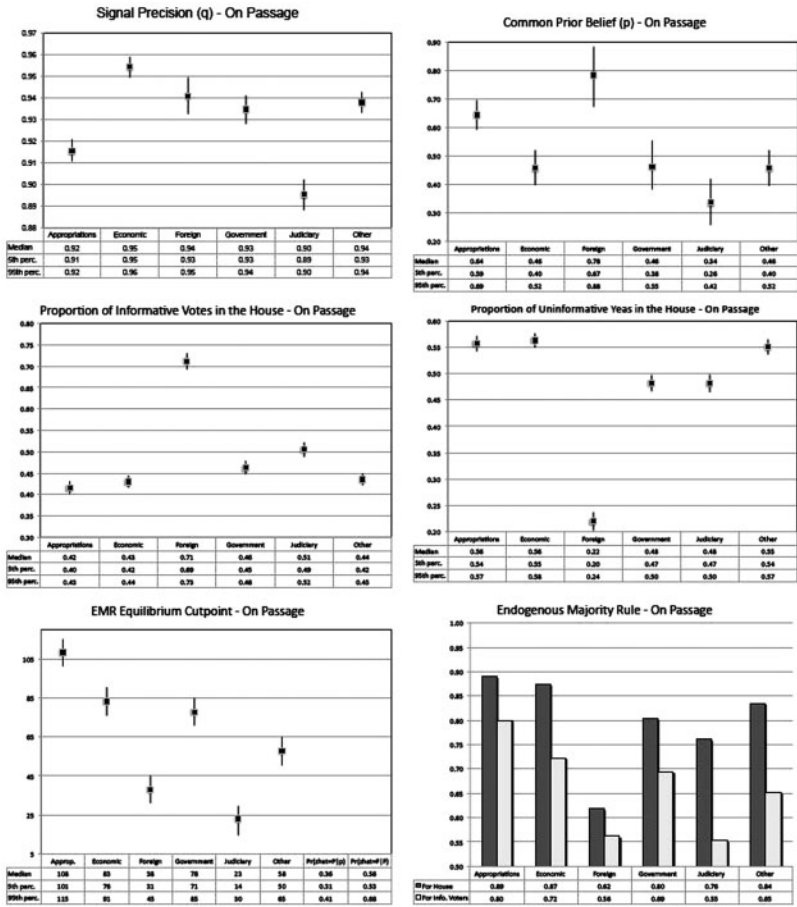 Signal Precision (q) - On Passage
0.97
0.96
0.95
0.94
0.93
0.92
0.91
0.90
0.89
0.88
Appropriations Economic Foreign Government Judiciary Other
Median 0.92 0.95 0.94 0.93 0.90 0.94
5th perc. 0.91 0.95 0.93 0.93 0.89 0.93
95th perc. 0.92 0.96 0.95 0.94 0.90 0.94
Common Prior Belief (p) - On Passage
0.90
0.80
0.70
0.60
0.50
0.40
0.30
0.20
Appropriations Economic Foreign Government Judiciary Other
Median 0.64 0.46 0.78 0.46 0.34 0.46
5th perc. 0.59 0.40 0.67 0.38 0.26 0.40
95th perc. 0.69 0.52 0.88 0.55 0.42 0.52
Proportion of Informative Votes in the House - On Passage
0.80
0.75
0.70
0.65
0.60
0.55
0.50
0.45
0.40
0.35
0.30
Appropriations Economic Foreign Government Judiciary Other
Median 0.42 0.43 0.71 0.46 0.51 0.44
5th perc. 0.40 0.42 0.69 0.45 0.49 0.42
95th perc. 0.43 0.44 0.73 0.48 0.52 0.45
Proportion of Uninformative Yeas in the House - On Passage
0.60
0.55
0.50
0.45
0.40
0.35
0.30
0.25
0.20
Appropriations Economic Foreign Government Judiciary Other
Median 0.56 0.56 0.22 0.48 0.48 0.55
5th perc. 0.54 0.55 0.20 0.47 0.47 0.54
95th perc. 0.57 0.58 0.24 0.50 0.50 0.57
EMR Equilibrium Cutpoint - On Passage
105
85
65
45
25
5
Approp. Economic Foreign Government Judiciary Other
Median 108 83 38 78 23 58 0.36 0.58
5th perc. 101 76 31 71 14 50 0.31 0.53
95th perc. 115 91 45 85 30 65 0.41 0.68
Endogenous Majority Rule - On Passage
1.00
0.95
0.90
0.85
0.80
0.75
0.70
0.65
0.60
0.55
0.50
Appropriations Economic Foreign Government Judiciary Other
For House 0.89 0.87 0.62 0.80 0.76 0.84
For Info. Voters 0.80 0.72 0.56 0.69 0.55 0.65